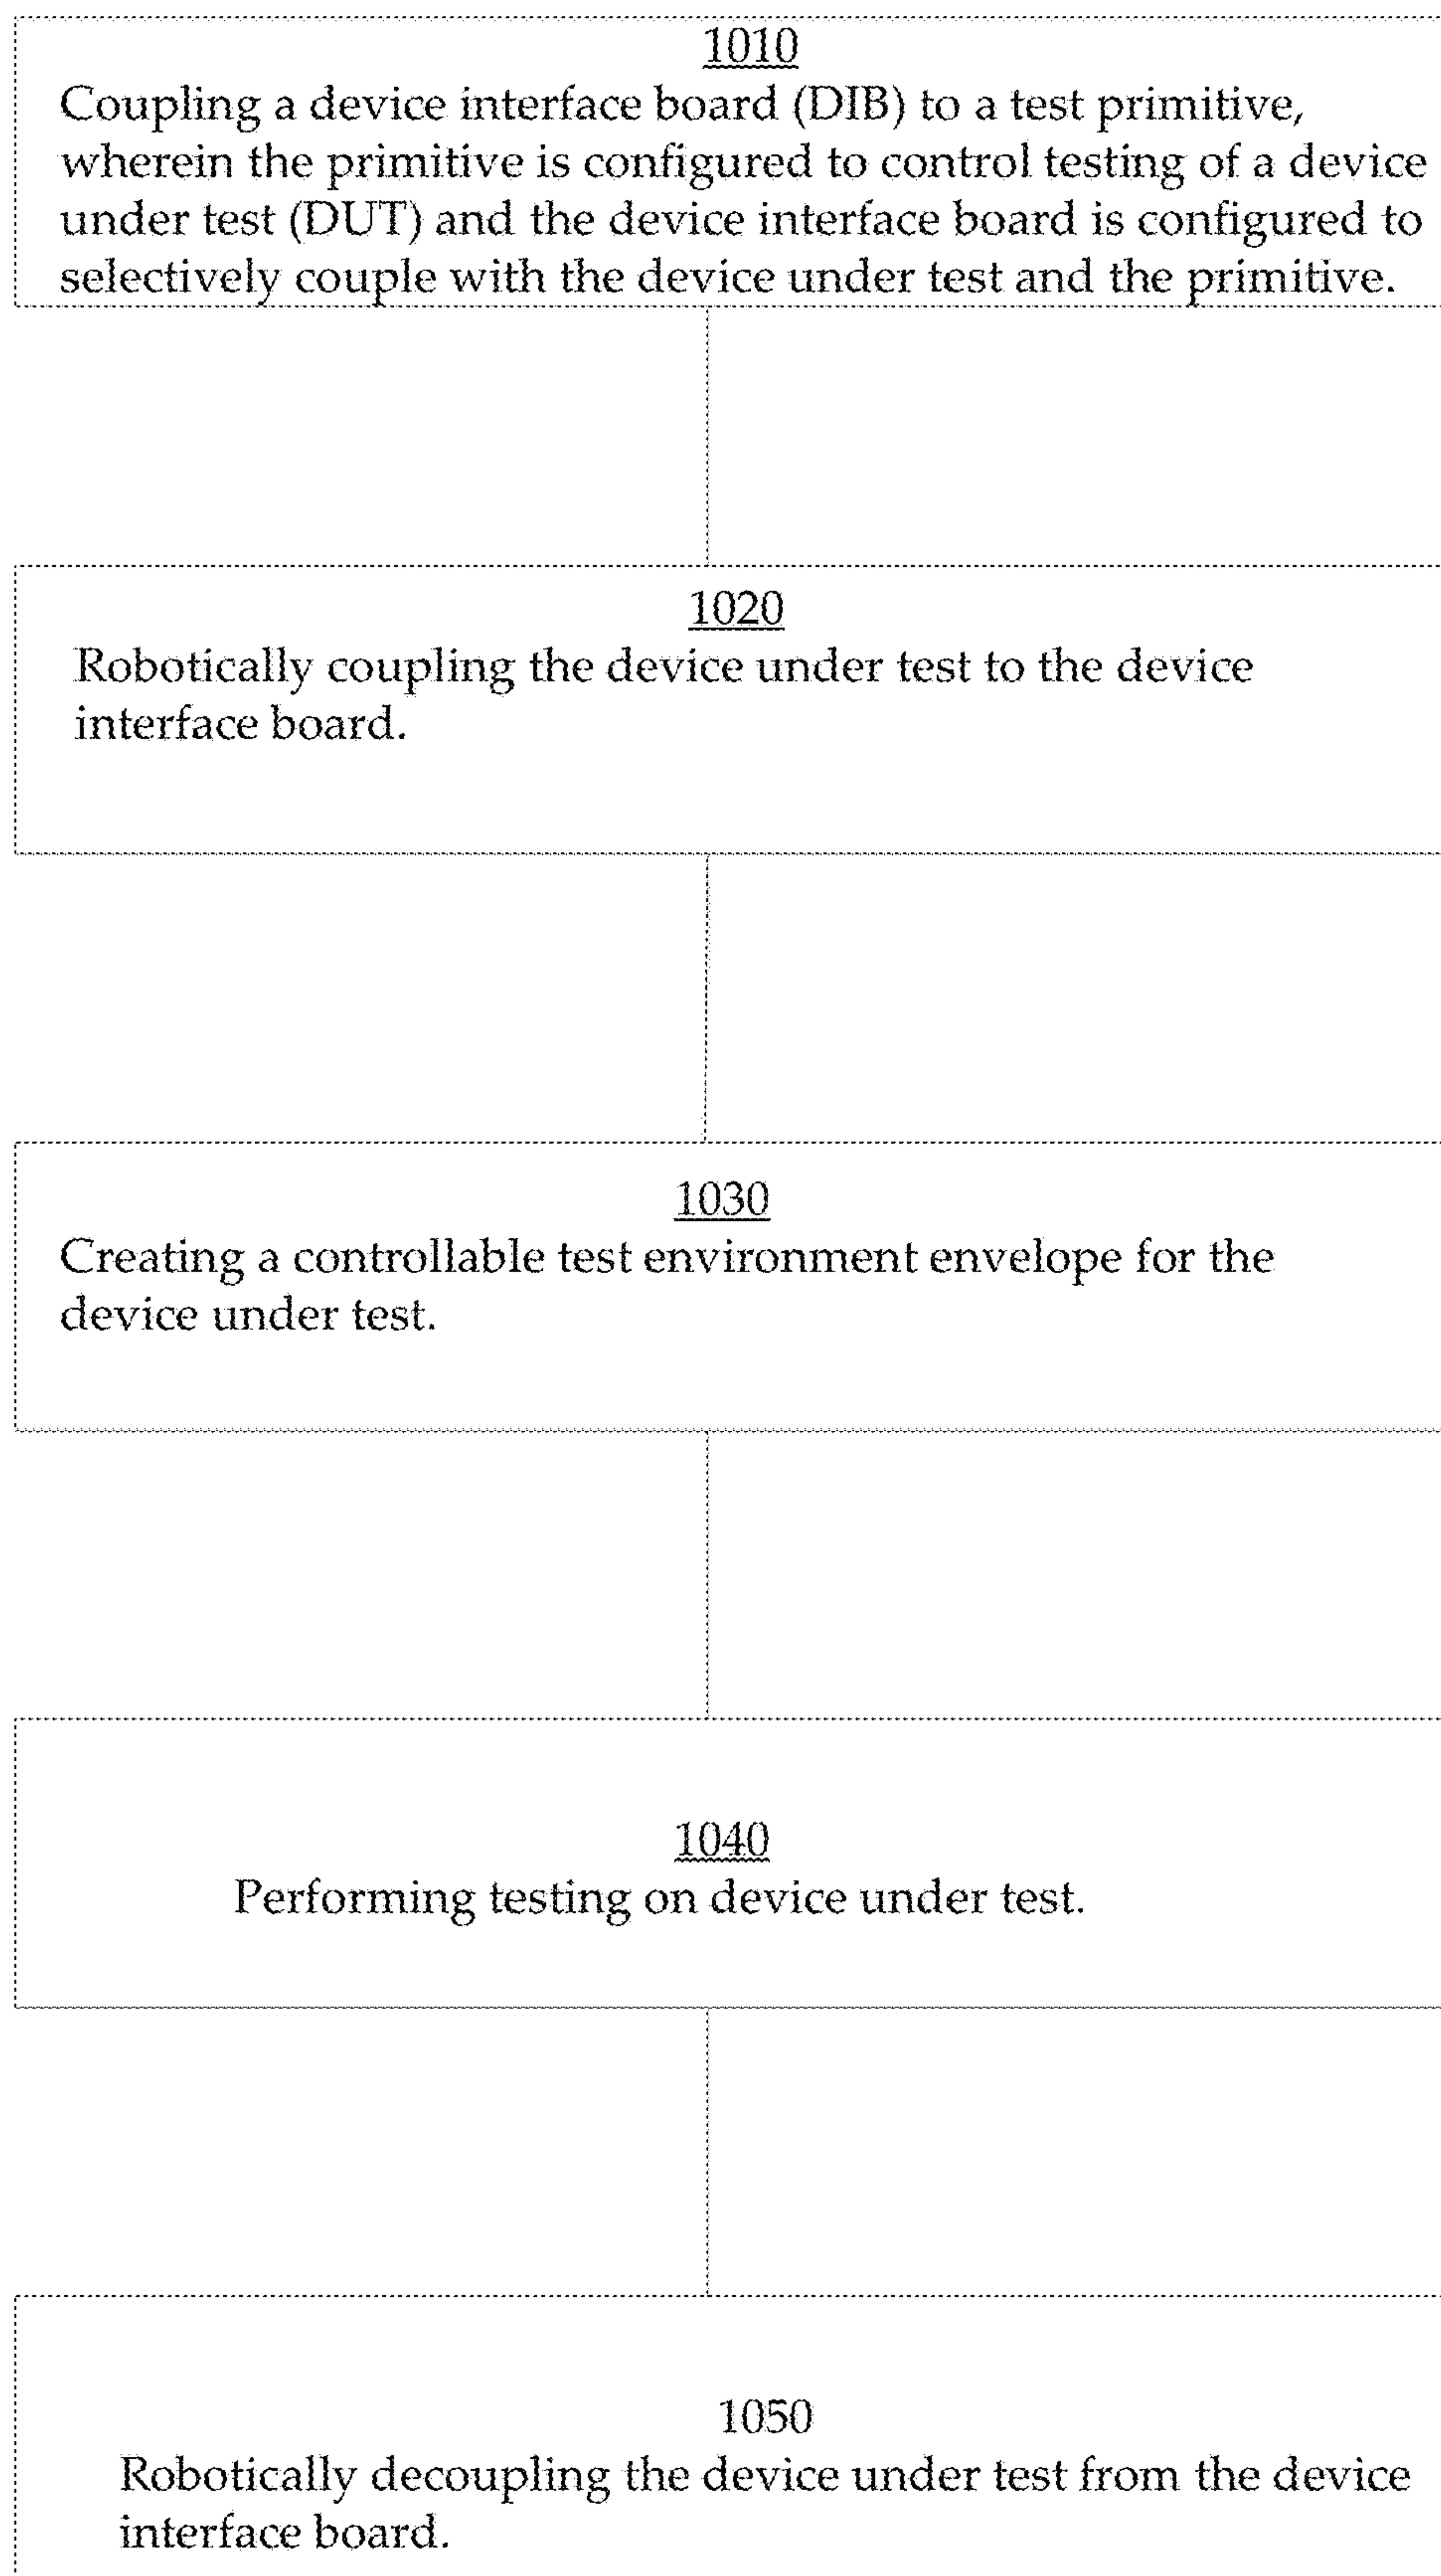 1010
Coupling a device interface board (DIB) to a test primitive,
wherein the primitive is configured to control testing of a device
under test (DUT) and the device interface board is configured to
selectively couple with the device under test and the primitive.
1020
Robotically coupling the device under test to the device
interface board.
1030
Creating a controllable test environment envelope for the
device under test.
1040
Performing testing on device under test.
1050
Robotically decoupling the device under test from the device
interface board.